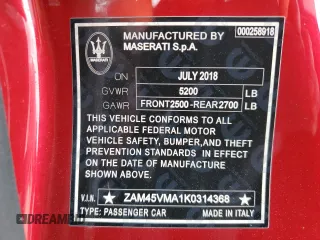 000258918
MANUFACTURED BY
MASERATI S.p.A.
MASERATI
ON JULY 2018
GVWR 5200 LB
GAWR FRONT2500-REAR2700 LB
THIS VEHICLE CONFORMS TO ALL
APPLICABLE FEDERAL MOTOR
VEHICLE SAFETY, BUMPER,AND THEFT
PREVENTION STANDARDS IN EFFECT
ON THE DATE OF MANUFACTURE
SHOWN ABOVE.
V.I.N. ZAM45VMA1K0314368
TYPE: PASSENGER CAR
MADE IN ITALY